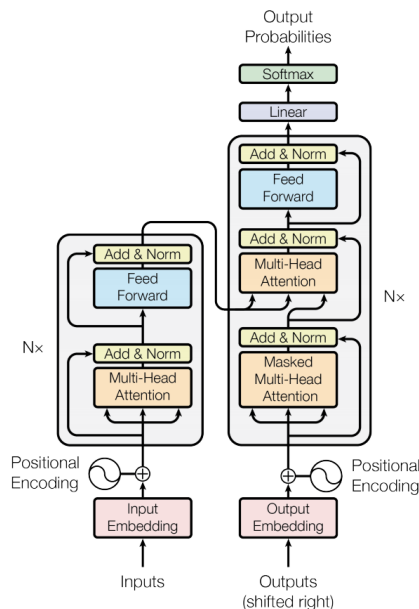 Output
Probabilities
Softmax
Linear
Add & Norm
Feed
Forward
Add & Norm
Multi-Head
Attention
Nx
Add & Norm
Masked
Multi-Head
Attention
Positional
Encoding
Output
Embedding
Outputs
(shifted right)
Add & Norm
Feed
Forward
Nx
Add & Norm
Multi-Head
Attention
Positional
Encoding
Input
Embedding
Inputs